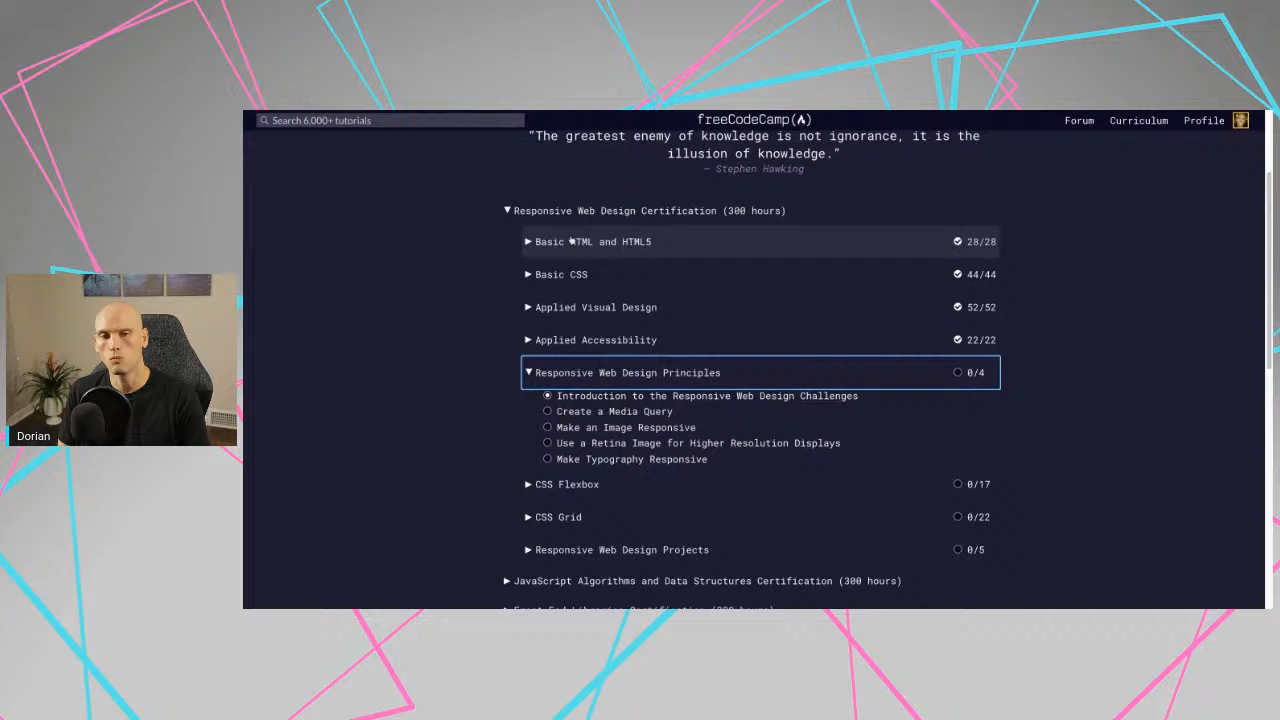 Search 6,000+ tutorials
freeCodeCamp
Forum
Curriculum
Profile
“The greatest enemy of knowledge is not ignorance, it is the
illusion of knowledge.”
— Stephen Hawking
Responsive Web Design Certification (300 hours)
Basic HTML and HTML5 28/28
Basic CSS 44/44
Applied Visual Design 52/52
Applied Accessibility 22/22
Responsive Web Design Principles 0/4
Introduction to the Responsive Web Design Challenges
Create a Media Query
Make an Image Responsive
Use a Retina Image for Higher Resolution Displays
Make Typography Responsive
CSS Flexbox 0/17
CSS Grid 0/22
Responsive Web Design Projects 0/5
JavaScript Algorithms and Data Structures Certification (300 hours)
Dorian